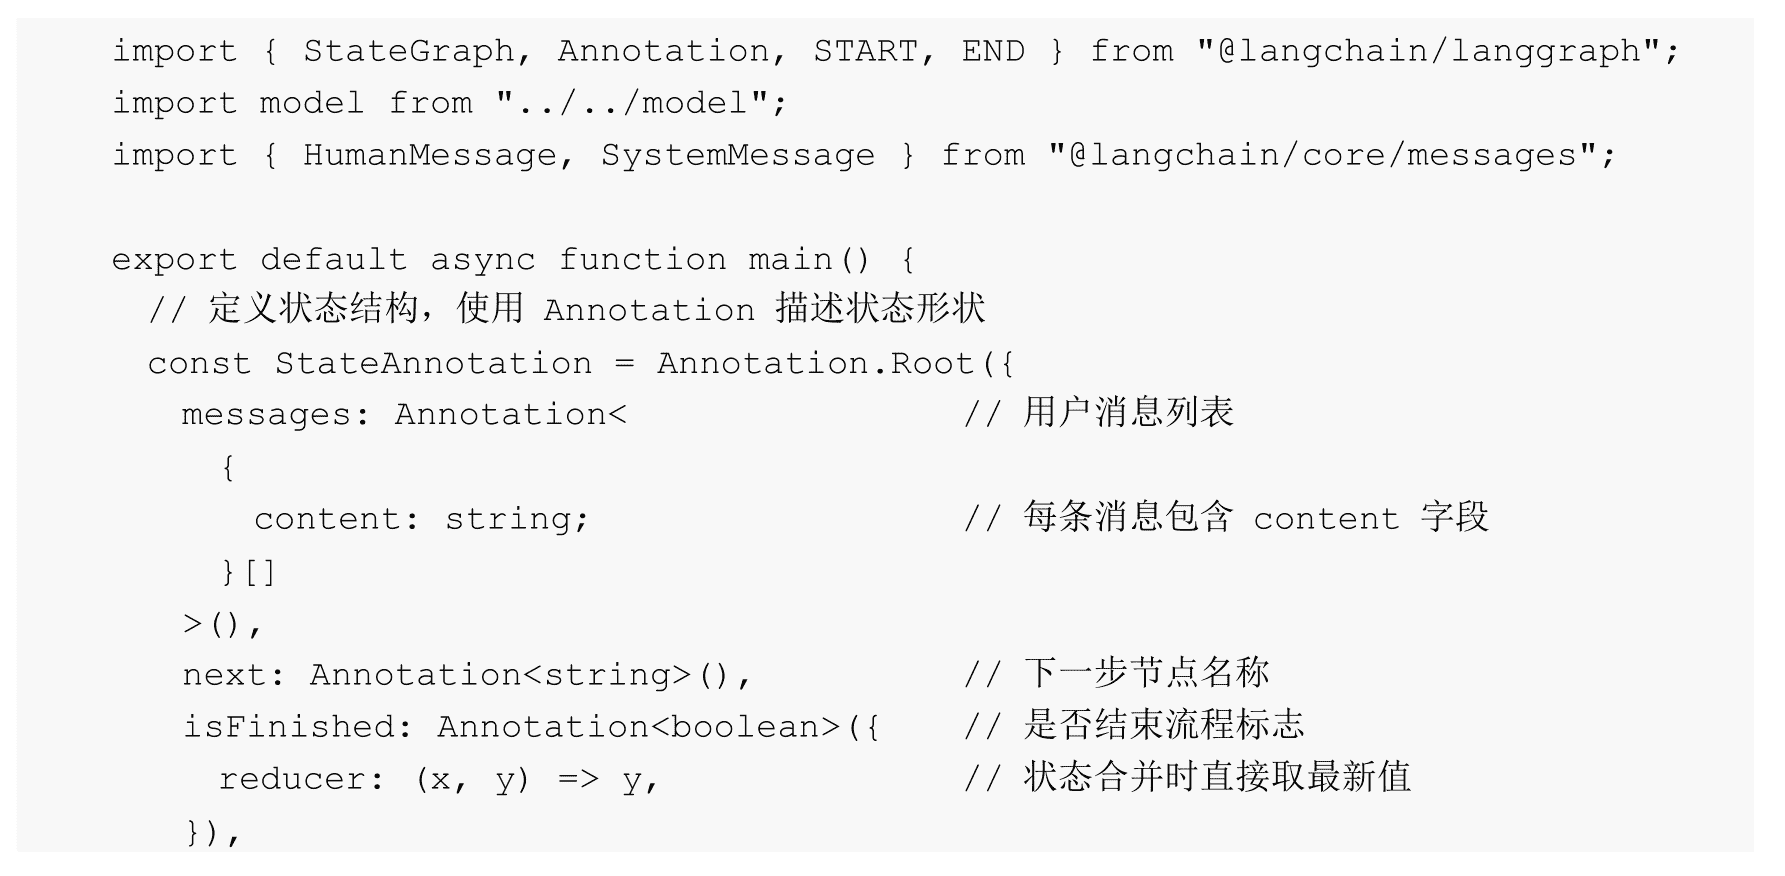 import { StateGraph, Annotation, START, END } from "@langchain/langgraph";
import model from "../../model";
import { HumanMessage, SystemMessage } from "@langchain/core/messages";

export default async function main() {
  // 定义状态结构，使用 Annotation 描述状态形状
  const StateAnnotation = Annotation.Root({
    messages: Annotation<                // 用户消息列表
      {
        content: string;                 // 每条消息包含 content 字段
      }[]
    >(),
    next: Annotation<string>(),          // 下一步节点名称
    isFinished: Annotation<boolean>({    // 是否结束流程标志
      reducer: (x, y) => y,              // 状态合并时直接取最新值
    }),